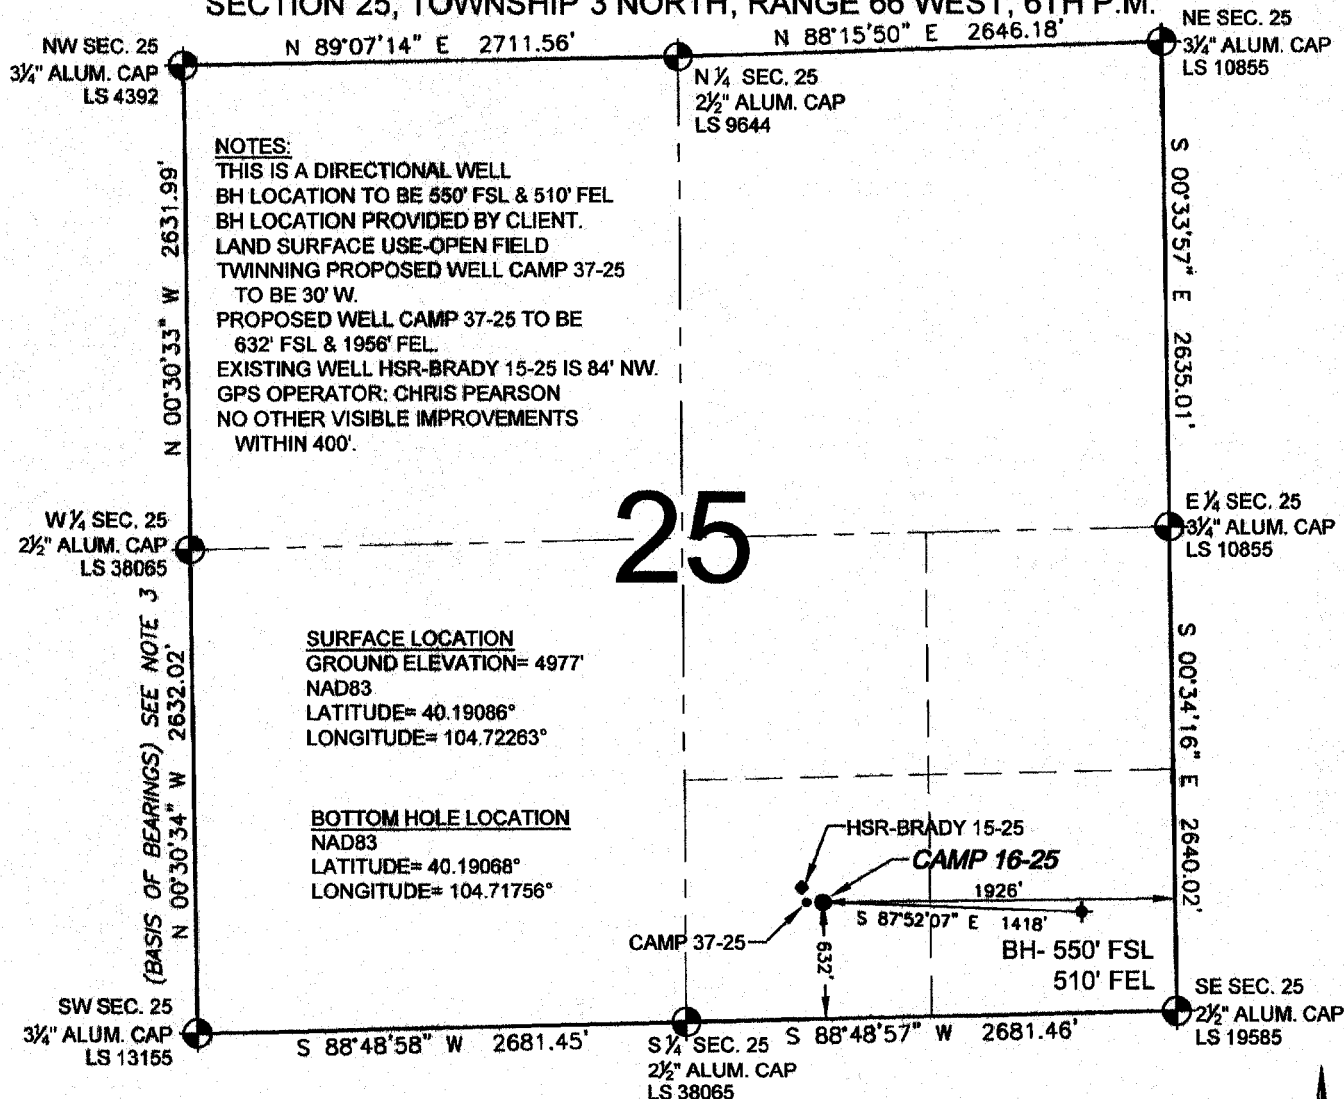 SECTION 25, TOWNSHIP 3 NORTH, RANGE 66 WEST, 6TH P.M.
NW SEC. 25
3¼" ALUM. CAP
LS 4392
N 89°07'14" E 2711.56'
N 88°15'50" E 2646.18'
NE SEC. 25
3¼" ALUM. CAP
LS 10855
N ¼ SEC. 25
2½" ALUM. CAP
LS 9644
NOTES:
THIS IS A DIRECTIONAL WELL
BH LOCATION TO BE 550' FSL & 510' FEL
BH LOCATION PROVIDED BY CLIENT.
LAND SURFACE USE-OPEN FIELD
TWINNING PROPOSED WELL CAMP 37-25
TO BE 30' W.
PROPOSED WELL CAMP 37-25 TO BE
632' FSL & 1956' FEL.
EXISTING WELL HSR-BRADY 15-25 IS 84' NW.
GPS OPERATOR: CHRIS PEARSON
NO OTHER VISIBLE IMPROVEMENTS
WITHIN 400'.
N 00°30'33" W 2631.99'
S 00°33'57" E 2635.01'
25
W ¼ SEC. 25
2½" ALUM. CAP
LS 38065
E ¼ SEC. 25
3¼" ALUM. CAP
LS 10855
(BASIS OF BEARINGS) SEE NOTE 3
N 00°30'34" W 2632.02'
S 00°34'16" E 2640.02'
SURFACE LOCATION
GROUND ELEVATION= 4977'
NAD83
LATITUDE= 40.19086°
LONGITUDE= 104.72263°
BOTTOM HOLE LOCATION
NAD83
LATITUDE= 40.19068°
LONGITUDE= 104.71756°
HSR-BRADY 15-25
CAMP 16-25
1926'
S 87°52'07" E 1418'
CAMP 37-25
632'
BH- 550' FSL
510' FEL
SW SEC. 25
3¼" ALUM. CAP
LS 13155
S 88°48'58" W 2681.45'
S ¼ SEC. 25
2½" ALUM. CAP
LS 38065
S 88°48'57" W 2681.46'
SE SEC. 25
2½" ALUM. CAP
LS 19585